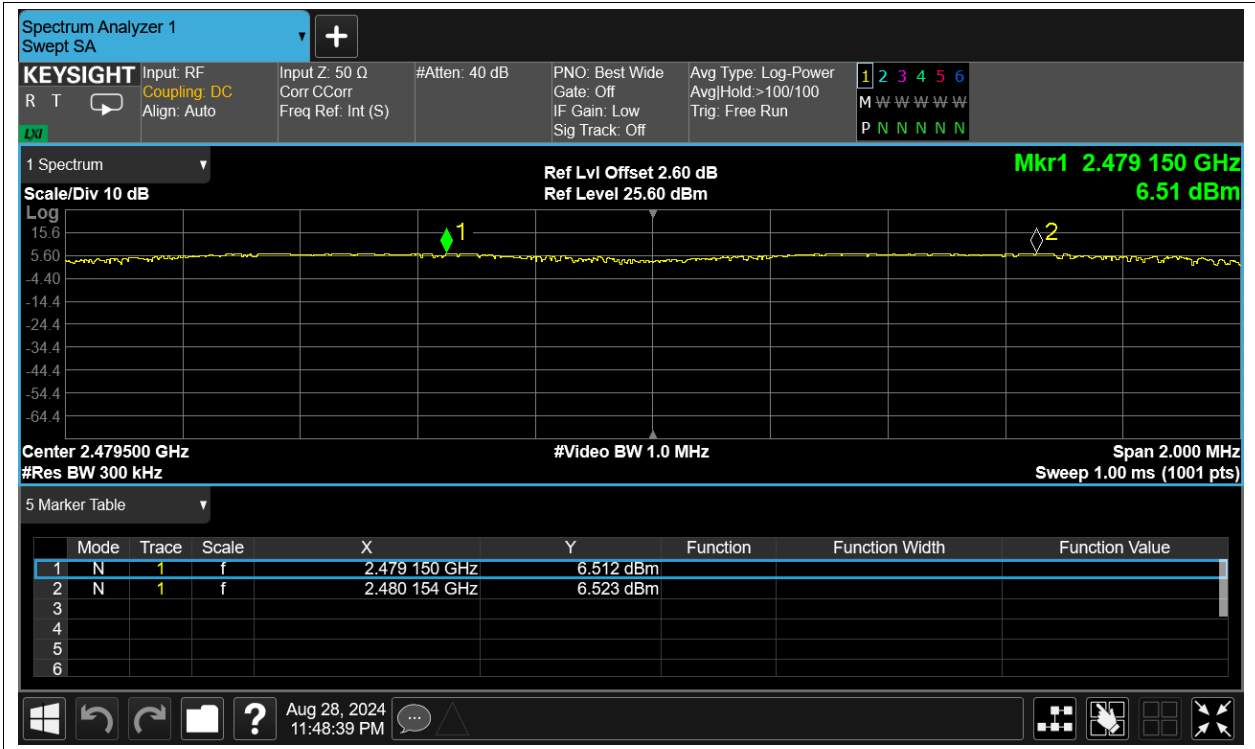 Spectrum Analyzer 1
Swept SA
KEYSIGHT
R T
LXI
Input: RF
Coupling: DC
Align: Auto
Input Z: 50 Ω
Corr CCorr
Freq Ref: Int (S)
#Atten: 40 dB
PNO: Best Wide
Gate: Off
IF Gain: Low
Sig Track: Off
Avg Type: Log-Power
Avg|Hold:>100/100
Trig: Free Run
1 2 3 4 5 6
M W W W W W
P N N N N N
1 Spectrum
Scale/Div 10 dB
Ref Lvl Offset 2.60 dB
Ref Level 25.60 dBm
Mkr1 2.479 150 GHz
6.51 dBm
Log
15.6
5.60
-4.40
-14.4
-24.4
-34.4
-44.4
-54.4
-64.4
1
2
Center 2.479500 GHz
#Video BW 1.0 MHz
Span 2.000 MHz
#Res BW 300 kHz
Sweep 1.00 ms (1001 pts)
5 Marker Table
Mode Trace Scale X Y Function Function Width Function Value
1 N 1 f 2.479 150 GHz 6.512 dBm
2 N 1 f 2.480 154 GHz 6.523 dBm
3
4
5
6
?
Aug 28, 2024
11:48:39 PM